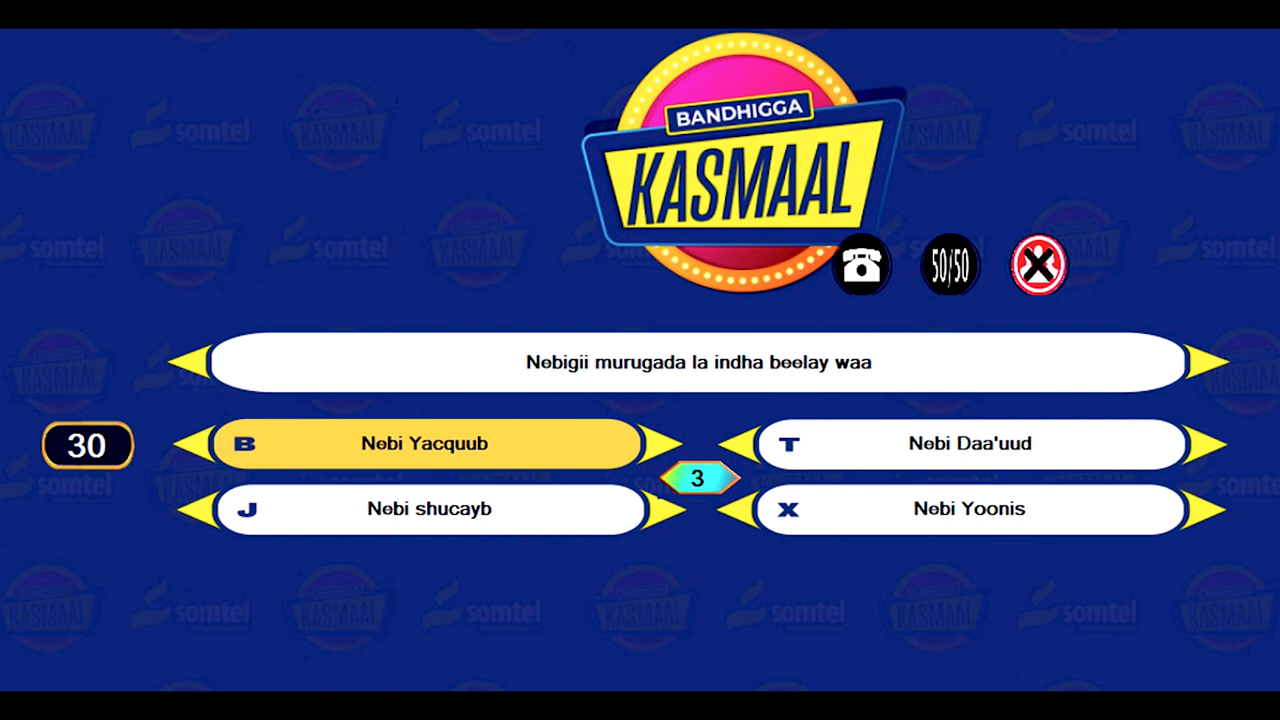 BANDHIGGA
KASMAAL
50/50
Nebigii murugada la indha beelay waa
30
B Nebi Yacquub
T Nebi Daa'uud
3
J Nebi shucayb
X Nebi Yoonis
somtel